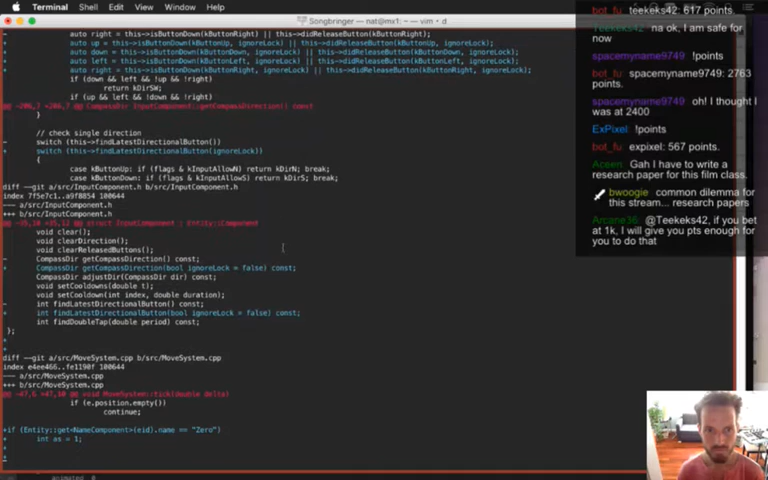 Terminal Shell Edit View Window Help
Songbringer — nat@mx1: ~ — vim ‹ d
auto right = this->isButtonDown(kButtonRight) || this->didReleaseButton(kButtonRight);
+ auto up = this->isButtonDown(kButtonUp, ignoreLock) || this->didReleaseButton(kButtonUp, ignoreLock);
+ auto down = this->isButtonDown(kButtonDown, ignoreLock) || this->didReleaseButton(kButtonDown, ignoreLock);
+ auto left = this->isButtonDown(kButtonLeft, ignoreLock) || this->didReleaseButton(kButtonLeft, ignoreLock);
+ auto right = this->isButtonDown(kButtonRight, ignoreLock) || this->didReleaseButton(kButtonRight, ignoreLock);
if (down && left && !up && !right)
return kDirSW;
if (up && left && !down && !right)
@@ -206,7 +206,7 @@ CompassDir InputComponent::getCompassDirection() const
}
// check single direction
- switch (this->findLatestDirectionalButton())
+ switch (this->findLatestDirectionalButton(ignoreLock))
{
case kButtonUp: if (flags & kInputAllowN) return kDirN; break;
case kButtonDown: if (flags & kInputAllowS) return kDirS; break;
diff --git a/src/InputComponent.h b/src/InputComponent.h
index 7f5e7c1..a9f8854 100644
--- a/src/InputComponent.h
+++ b/src/InputComponent.h
@@ -35,10 +35,12 @@ struct InputComponent : Entity::Component
void clear();
void clearDirection();
void clearReleasedButtons();
- CompassDir getCompassDirection() const;
+ CompassDir getCompassDirection(bool ignoreLock = false) const;
CompassDir adjustDir(CompassDir dir) const;
void setCooldowns(double t);
void setCooldown(int index, double duration);
- int findLatestDirectionalButton() const;
+ int findLatestDirectionalButton(bool ignoreLock = false) const;
int findDoubleTap(double period) const;
};
+
+
diff --git a/src/MoveSystem.cpp b/src/MoveSystem.cpp
index e4ee466..fe1190f 100644
--- a/src/MoveSystem.cpp
+++ b/src/MoveSystem.cpp
@@ -47,6 +47,10 @@ void MoveSystem::tick(double delta)
if (e.position.empty())
continue;
+if (Entity::get<NameComponent>(eid).name == "Zero")
+ int as = 1;
+
+
animated
bot_fu teekeks42: 617 points.
Teekeks42 na ok, I am safe for
now
spacemyname9749 !points
bot_fu spacemyname9749: 2763
points.
spacemyname9749 oh! I thought I
was at 2400
ExPixel !points
bot_fu expixel: 567 points.
Aceen Gah I have to write a
research paper for this film class.
bwoogie common dilemma for
this stream... research papers
Arcane36 @Teekeks42, if you bet
at 1k, I will give you pts enough for
you to do that